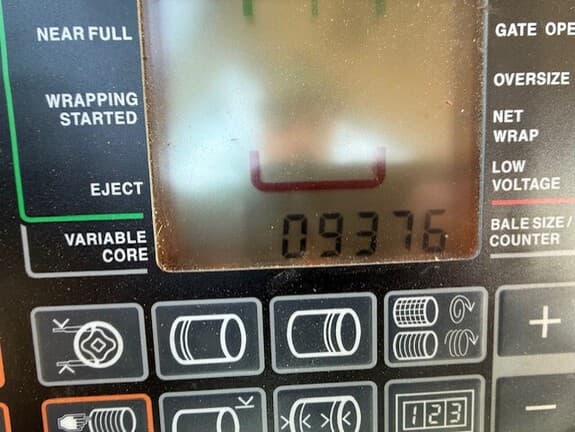 NEAR FULL
WRAPPING
STARTED
EJECT
VARIABLE
CORE
GATE OPE
OVERSIZE
NET
WRAP
LOW
VOLTAGE
BALE SIZE /
COUNTER
09376
+
-
123